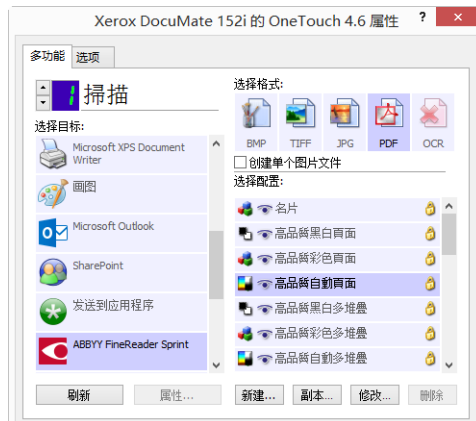 Xerox DocuMate 152i 的 OneTouch 4.6 属性
多功能 选项
1 掃描
选择目标:
Microsoft XPS Document
Writer
画图
Microsoft Outlook
SharePoint
发送到应用程序
ABBYY FineReader Sprint
刷新 属性...
选择格式:
BMP TIFF JPG PDF OCR
创建单个图片文件
选择配置:
名片
高品質黑白頁面
高品質彩色頁面
高品質自動頁面
高品質黑白多堆疊
高品質彩色多堆疊
高品質自動多堆疊
新建... 副本... 修改... 删除